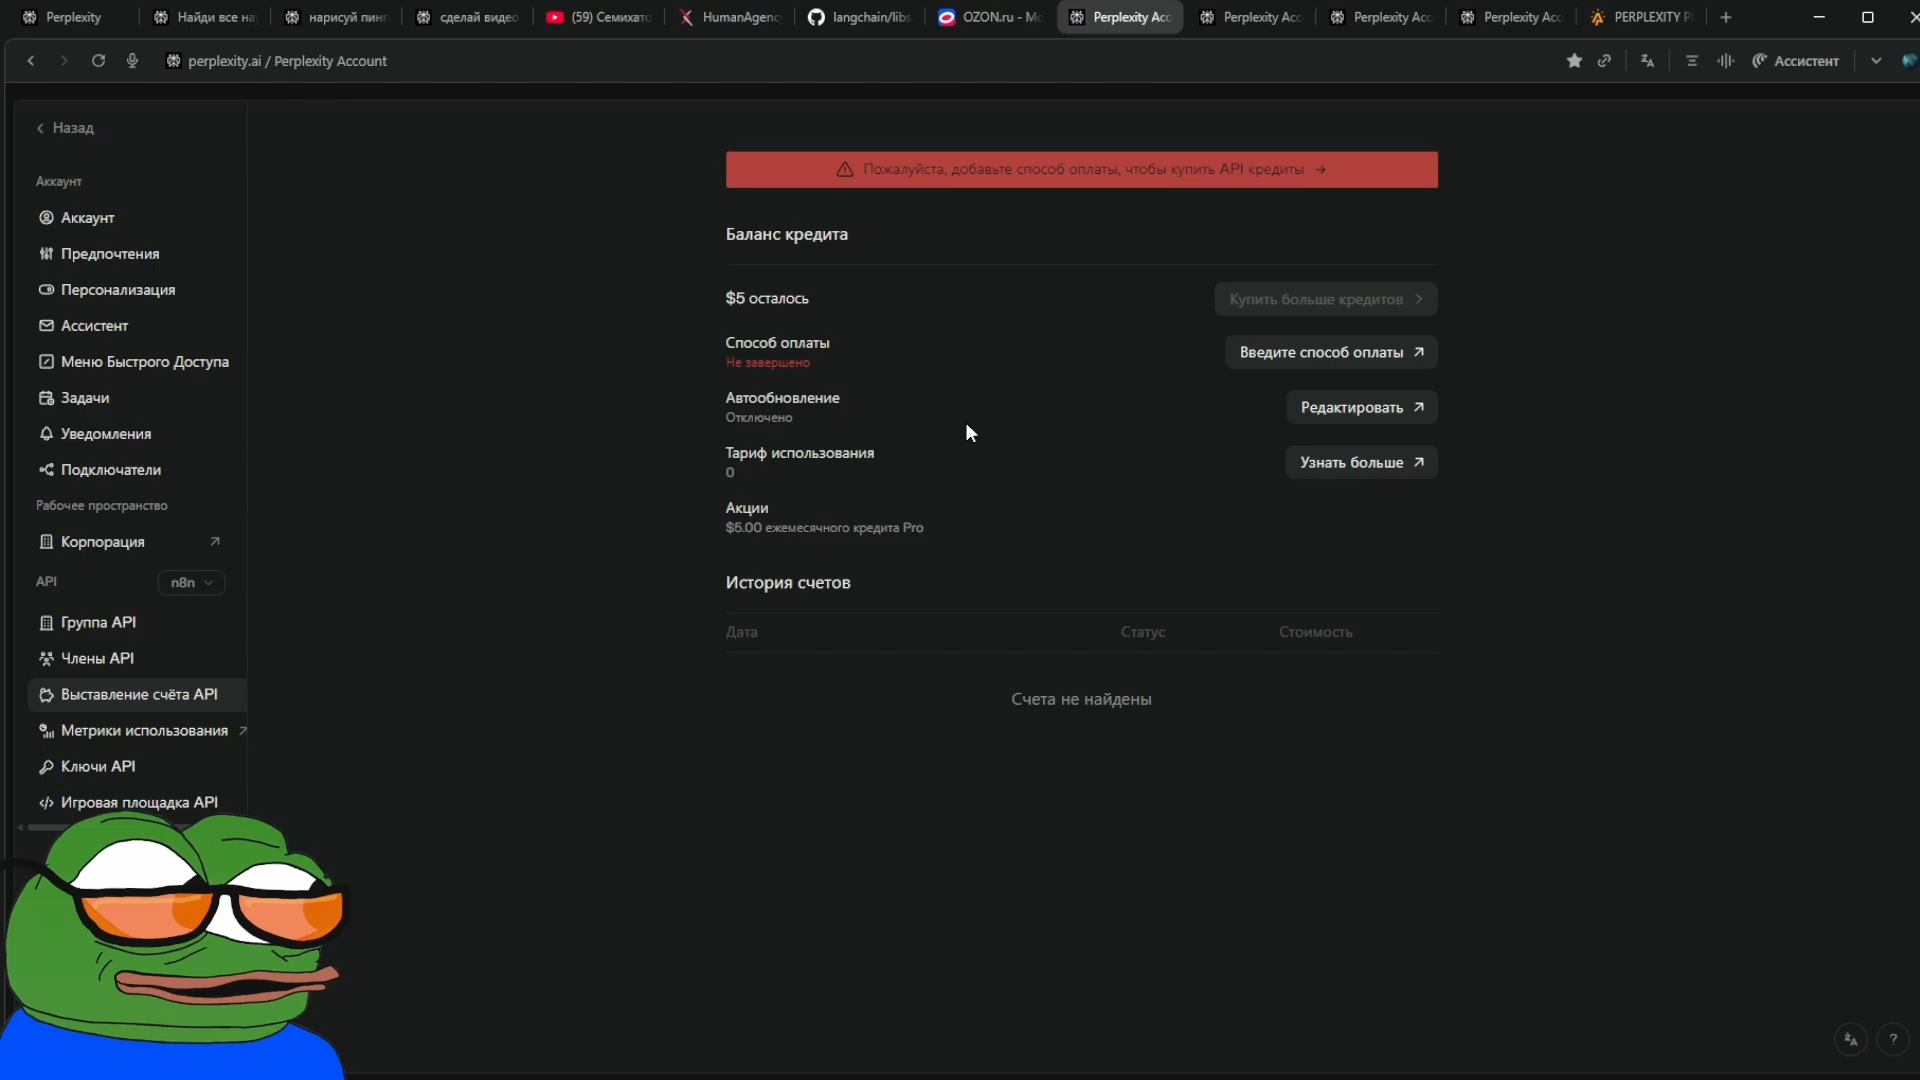 Perplexity
Найди все на
нарисуй пинг
сделай видео
(59) Семихато
HumanAgenc
langchain/libs
OZON.ru - Мо
Perplexity Acc
Perplexity Acc
Perplexity Acc
Perplexity Acc
PERPLEXITY P
perplexity.ai / Perplexity Account
Ассистент
Назад
Аккаунт
Аккаунт
Предпочтения
Персонализация
Ассистент
Меню Быстрого Доступа
Задачи
Уведомления
Подключатели
Рабочее пространство
Корпорация
API
n8n
Группа API
Члены API
Выставление счёта API
Метрики использования
Ключи API
Игровая площадка API
Пожалуйста, добавьте способ оплаты, чтобы купить API кредиты →
Баланс кредита
$5 осталось
Купить больше кредитов
Способ оплаты
Не завершено
Введите способ оплаты
Автообновление
Отключено
Редактировать
Тариф использования
0
Узнать больше
Акции
$5.00 ежемесячного кредита Pro
История счетов
Дата Статус Стоимость
Счета не найдены
?